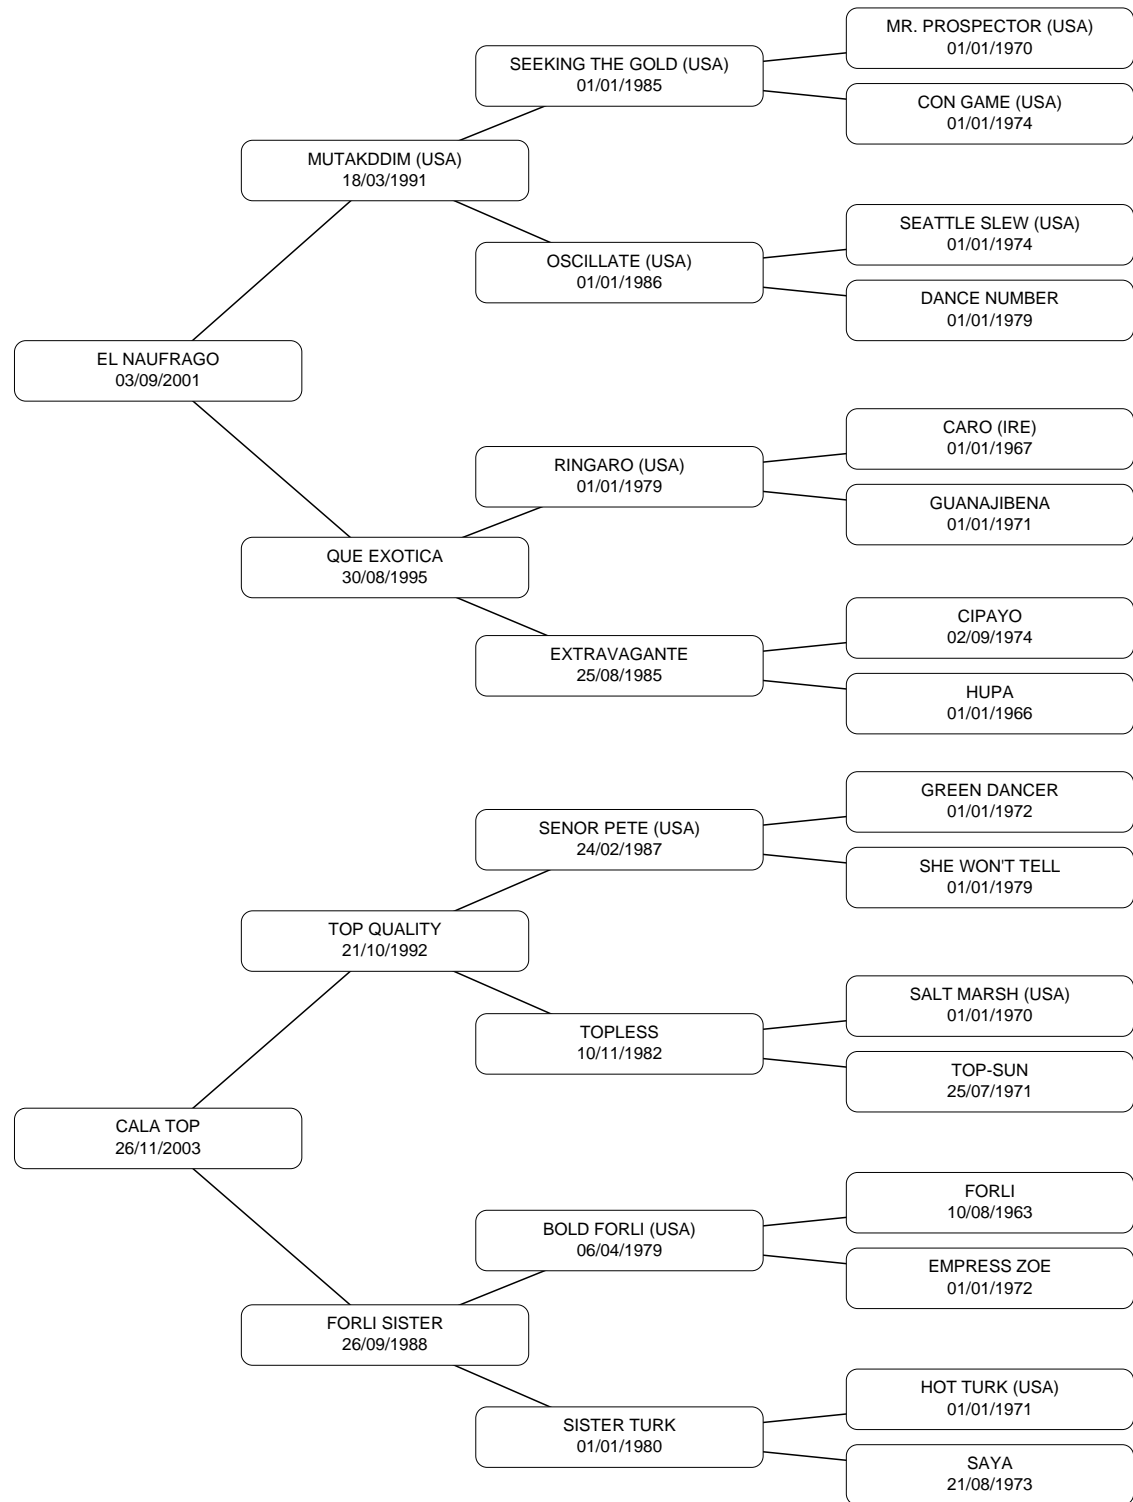 MR. PROSPECTOR (USA)
01/01/1970
SEEKING THE GOLD (USA)
01/01/1985
CON GAME (USA)
01/01/1974
MUTAKDDIM (USA)
18/03/1991
SEATTLE SLEW (USA)
01/01/1974
OSCILLATE (USA)
01/01/1986
DANCE NUMBER
01/01/1979
EL NAUFRAGO
03/09/2001
CARO (IRE)
01/01/1967
RINGARO (USA)
01/01/1979
GUANAJIBENA
01/01/1971
QUE EXOTICA
30/08/1995
CIPAYO
02/09/1974
EXTRAVAGANTE
25/08/1985
HUPA
01/01/1966
GREEN DANCER
01/01/1972
SENOR PETE (USA)
24/02/1987
SHE WON'T TELL
01/01/1979
TOP QUALITY
21/10/1992
SALT MARSH (USA)
01/01/1970
TOPLESS
10/11/1982
TOP-SUN
25/07/1971
CALA TOP
26/11/2003
FORLI
10/08/1963
BOLD FORLI (USA)
06/04/1979
EMPRESS ZOE
01/01/1972
FORLI SISTER
26/09/1988
HOT TURK (USA)
01/01/1971
SISTER TURK
01/01/1980
SAYA
21/08/1973